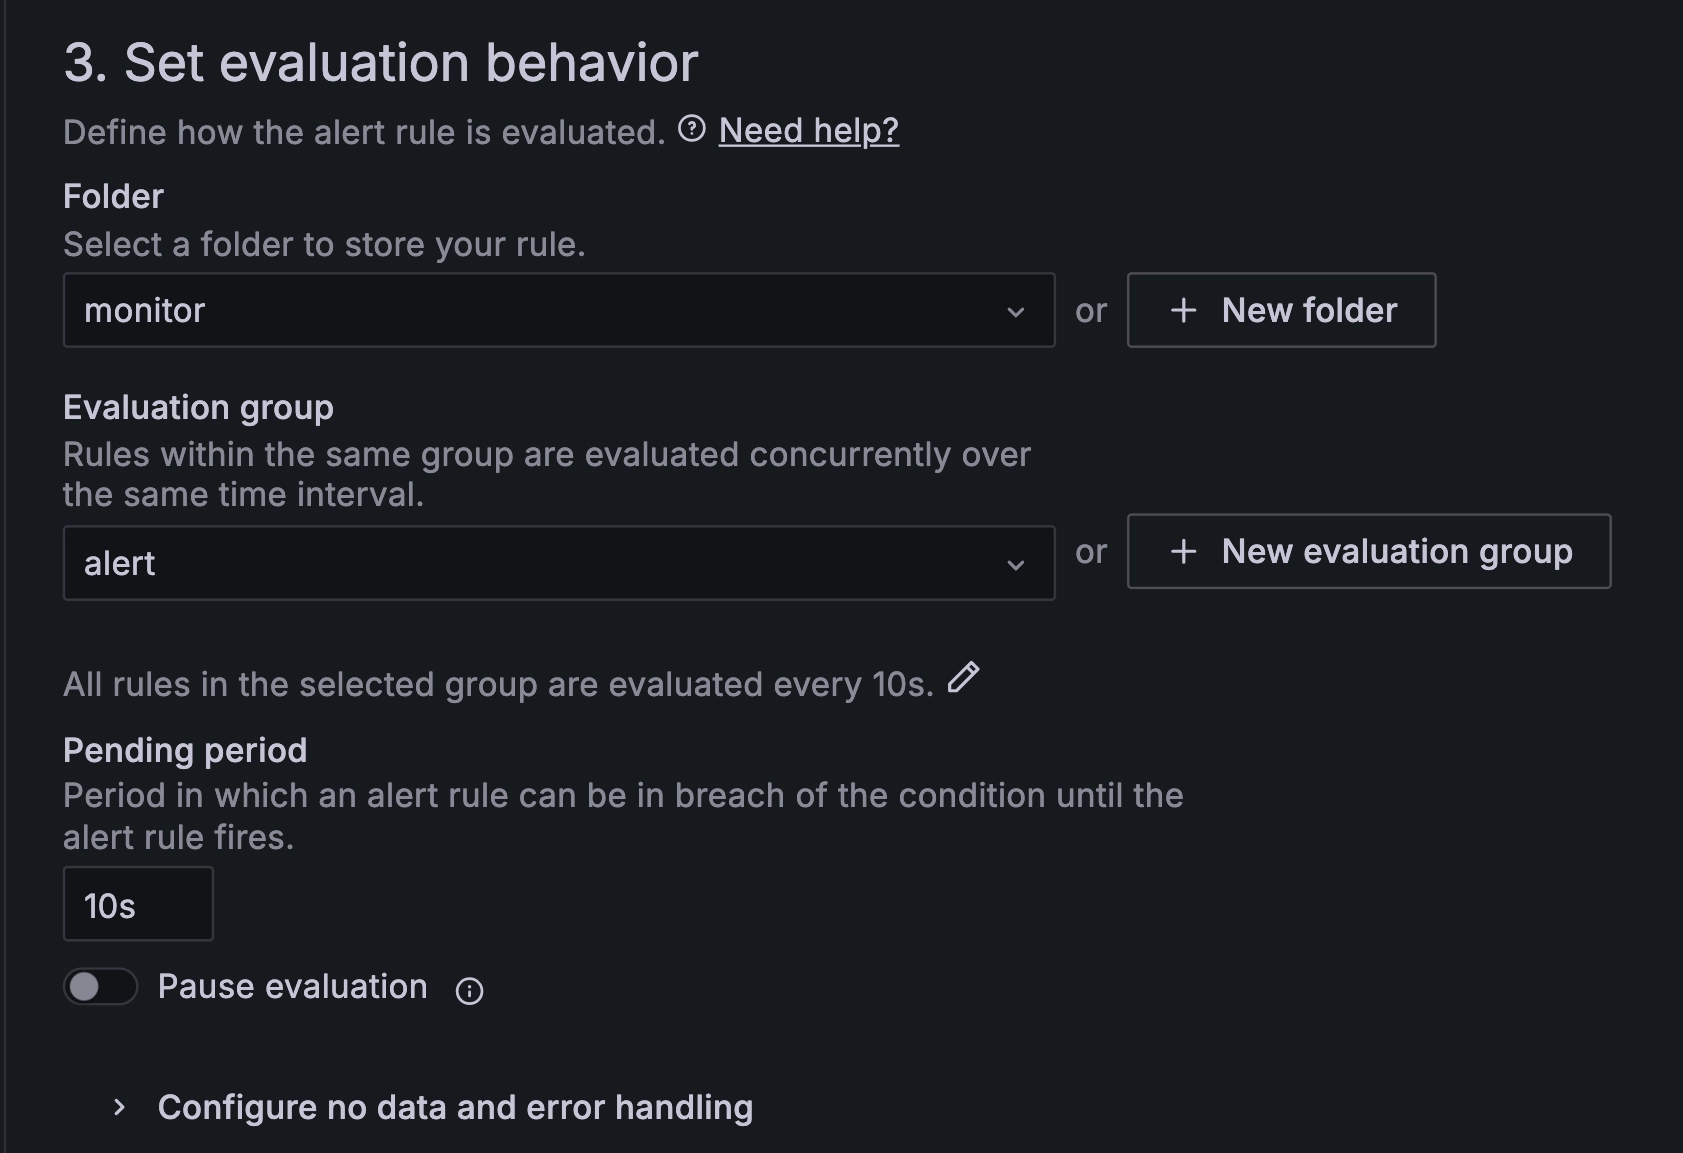 3. Set evaluation behavior
Define how the alert rule is evaluated. Need help?
Folder
Select a folder to store your rule.
monitor or + New folder
Evaluation group
Rules within the same group are evaluated concurrently over
the same time interval.
alert or + New evaluation group
All rules in the selected group are evaluated every 10s.
Pending period
Period in which an alert rule can be in breach of the condition until the
alert rule fires.
10s
Pause evaluation
Configure no data and error handling